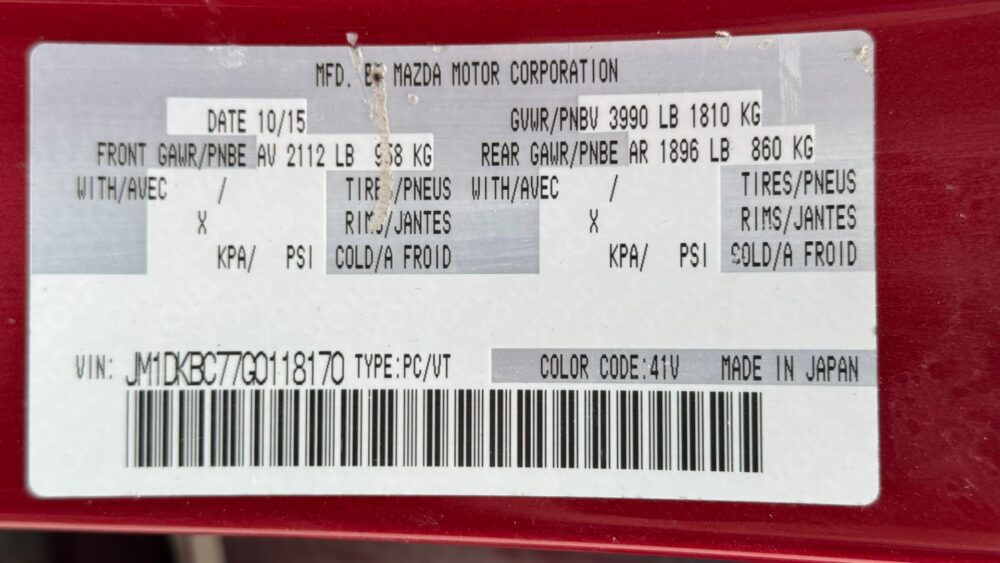 MFD. BY MAZDA MOTOR CORPORATION
DATE 10/15 GVWR/PNBV 3990 LB 1810 KG
FRONT GAWR/PNBE AV 2112 LB 958 KG REAR GAWR/PNBE AR 1896 LB 860 KG
WITH/AVEC / TIRES/PNEUS WITH/AVEC / TIRES/PNEUS
X RIMS/JANTES X RIMS/JANTES
KPA/ PSI COLD/A FROID KPA/ PSI COLD/A FROID
VIN: JM1DKBC77G0118170 TYPE:PC/VT COLOR CODE:41V MADE IN JAPAN